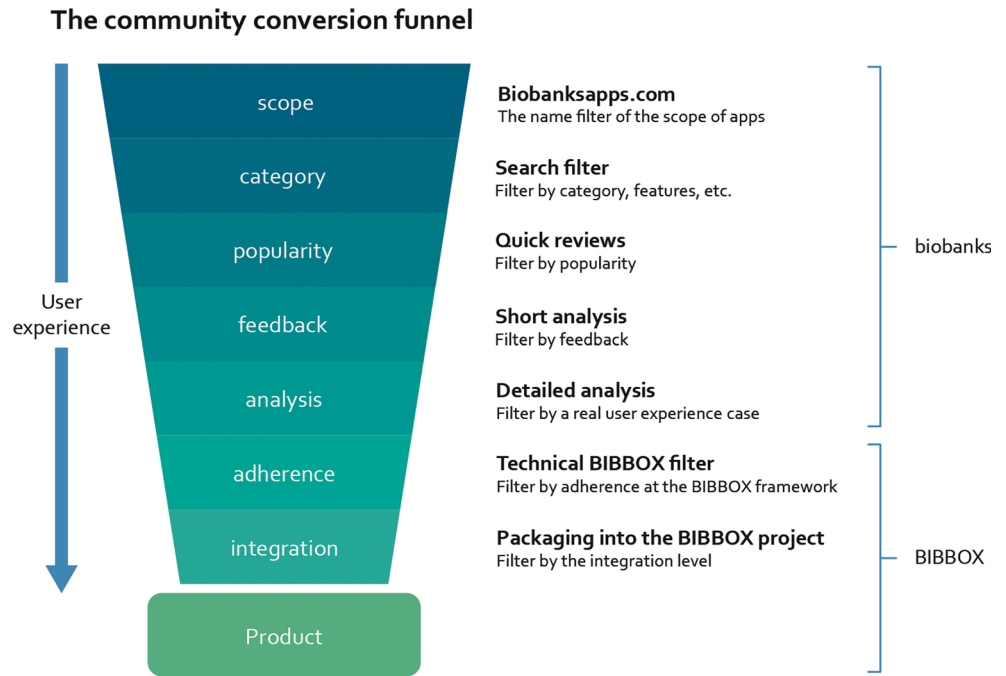 The community conversion funnel
scope
Biobanksapps.com
The name filter of the scope of apps
category
Search filter
Filter by category, features, etc.
popularity
Quick reviews
Filter by popularity
biobanks
User
experience
feedback
Short analysis
Filter by feedback
analysis
Detailed analysis
Filter by a real user experience case
adherence
Technical BIBBOX filter
Filter by adherence at the BIBBOX framework
integration
Packaging into the BIBBOX project
Filter by the integration level
BIBBOX
Product